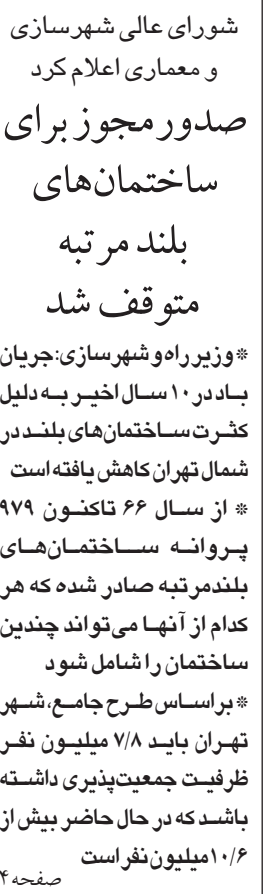 شورای عالی شهرسازی
و معماری اعلام کرد
صدور مجوز برای
ساختمان‌های
بلند مرتبه
متوقف شد
*وزیر راه و شهرسازی:جریان
باد در ۱۰ سال اخیر به دلیل
کثرت ساختمان‌های بلند در
شمال تهران کاهش یافته است
* از سال ۶۶ تاکنون ۹۷۹
پروانه ساختمان‌های
بلندمرتبه صادر شده که هر
کدام از آنها می‌تواند چندین
ساختمان را شامل شود
*براساس طرح جامع،شهر
تهران باید ۷/۸ میلیون نفر
ظرفیت جمعیت‌پذیری داشته
باشد که در حال حاضر بیش از
۱۰/۶میلیون نفر است
صفحه۴